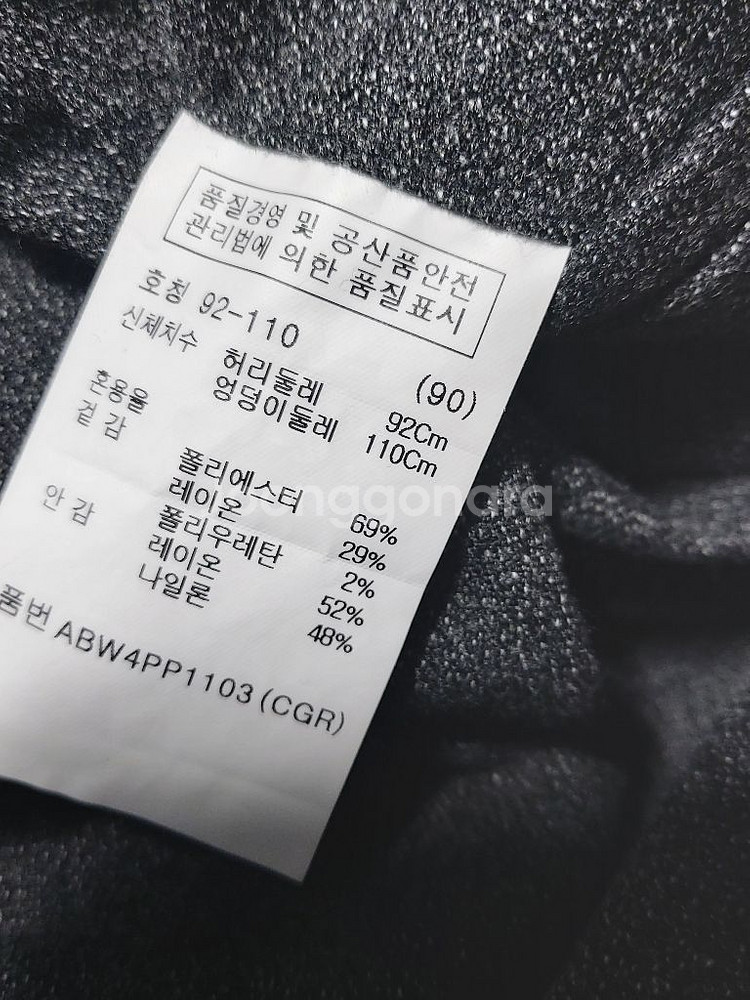 품질경영 및 공산품안전
관리법에 의한 품질표시
호칭 92-110 (90)
신체치수 허리둘레 92Cm
엉덩이둘레 110Cm
혼용율
겉감 폴리에스터 69%
레이온 29%
폴리우레탄 2%
안감 레이온 52%
나일론 48%
품번 ABW4PP1103(CGR)
joonggonara